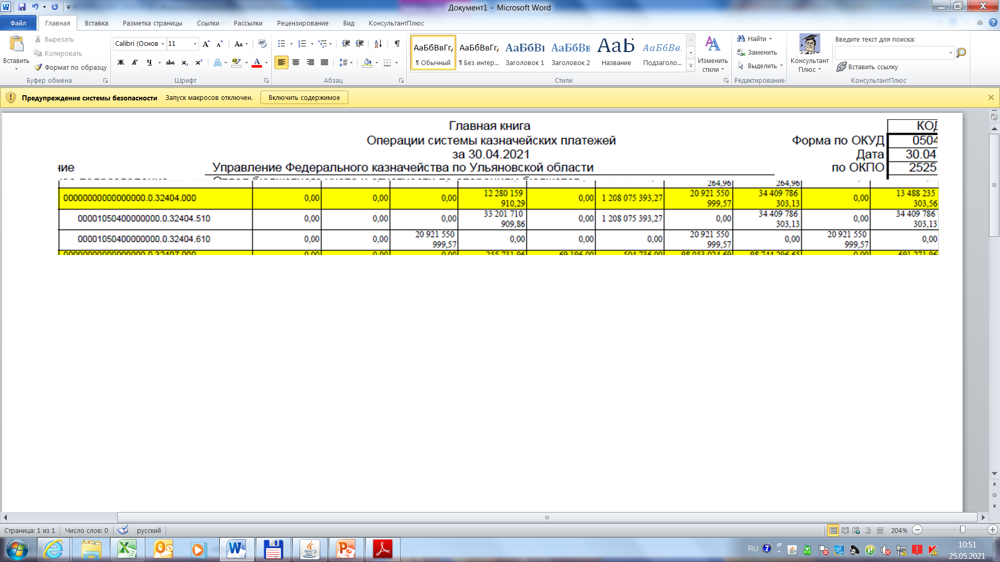 Документ1 - Microsoft Word
Файл Главная Вставка Разметка страницы Ссылки Рассылки Рецензирование Вид КонсультантПлюс
Вставить
Вырезать
Копировать
Формат по образцу
Буфер обмена
Calibri (Основ 11
Ж К Ч abc x₂ x²
Шрифт
Абзац
АаБбВвГг, АаБбВвГг, АаБбВı АаБбВв АаБ АаБбВв.
¶ Обычный ¶ Без интер... Заголовок 1 Заголовок 2 Название Подзаголо...
Изменить стили
Стили
Найти
Заменить
Выделить
Редактирование
Консультант Плюс
Введите текст для поиска:
Вставить ссылку
КонсультантПлюс
Предупреждение системы безопасности Запуск макросов отключен. Включить содержимое
Главная книга КОД
Операции системы казначейских платежей Форма по ОКУД 0504
за 30.04.2021 Дата 30.04
ние Управление Федерального казначейства по Ульяновской области по ОКПО 2525
264,96 264,96
00000000000000000.0.32404.000 0,00 0,00 0,00 12 280 159 910,29 0,00 1 208 075 393,27 20 921 550 999,57 34 409 786 303,13 0,00 13 488 235 303,56
00001050400000000.0.32404.510 0,00 0,00 0,00 33 201 710 909,86 0,00 1 208 075 393,27 0,00 34 409 786 303,13 0,00 34 409 786 303,13
00001050400000000.0.32404.610 0,00 0,00 20 921 550 999,57 0,00 0,00 0,00 20 921 550 999,57 0,00 20 921 550 999,57 0,00
00000000000000000.0.32407.000 0,00 0,00 0,00 255 731,96 69 196,00 504 736,00 98 053 024,69 98 744 296,65 0,00 691 271,96
Страница: 1 из 1 Число слов: 0 русский 204%
RU 10:51
25.05.2021